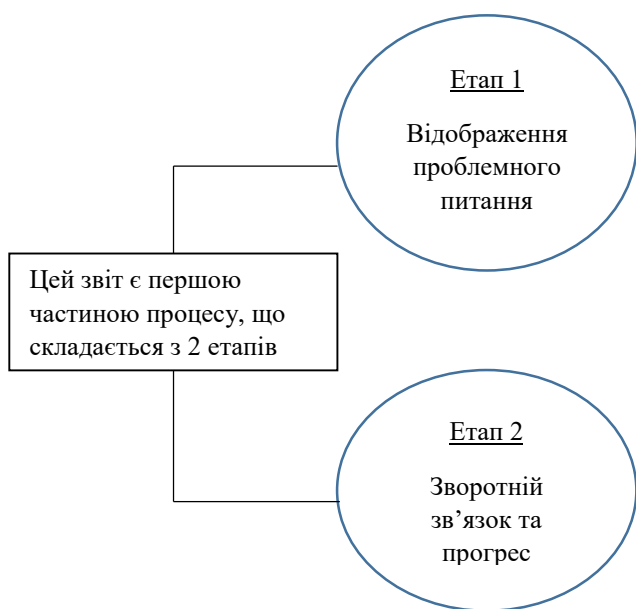 Етап 1
Відображення
проблемного
питання
Цей звіт є першою
частиною процесу, що
складається з 2 етапів
Етап 2
Зворотній
зв’язок та
прогрес